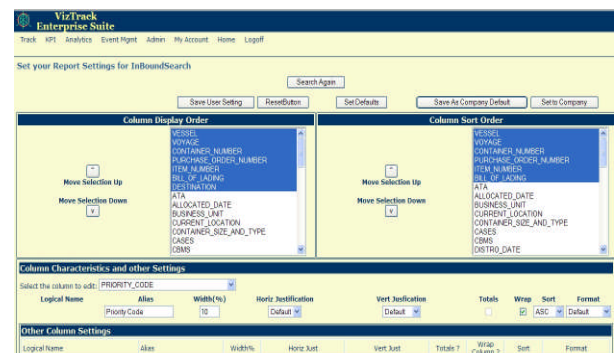 VizTrack
Enterprise Suite
Track KPI Analytics Event Mgmt Admin My Account Home Logoff
Set your Report Settings for InBoundSearch
Search Again
Save User Setting ResetButton Set Defaults Save As Company Default Set to Company
Column Display Order
VESSEL
VOYAGE
CONTAINER_NUMBER
PURCHASE_ORDER_NUMBER
ITEM_NUMBER
BILL_OF_LADING
DESTINATION
ATA
ALLOCATED_DATE
BUSINESS_UNIT
CURRENT_LOCATION
CONTAINER_SIZE_AND_TYPE
CASES
CBMS
^
Move Selection Up
Move Selection Down
v
Column Sort Order
VESSEL
VOYAGE
CONTAINER_NUMBER
PURCHASE_ORDER_NUMBER
ITEM_NUMBER
BILL_OF_LADING
ATA
ALLOCATED_DATE
BUSINESS_UNIT
CURRENT_LOCATION
CONTAINER_SIZE_AND_TYPE
CASES
CBMS
DISTRO_DATE
^
Move Selection Up
Move Selection Down
v
Column Characteristics and other Settings
Select the column to edit: PRIORITY_CODE
Logical Name Alias Width(%) Horiz Justification Vert Jusfication Totals Wrap Sort Format
Priority Code 10 Default Default ASC Default
Other Column Settings
Logical Name Alias Width% Horiz Just Vert Just Totals ? Wrap Column ? Sort Format